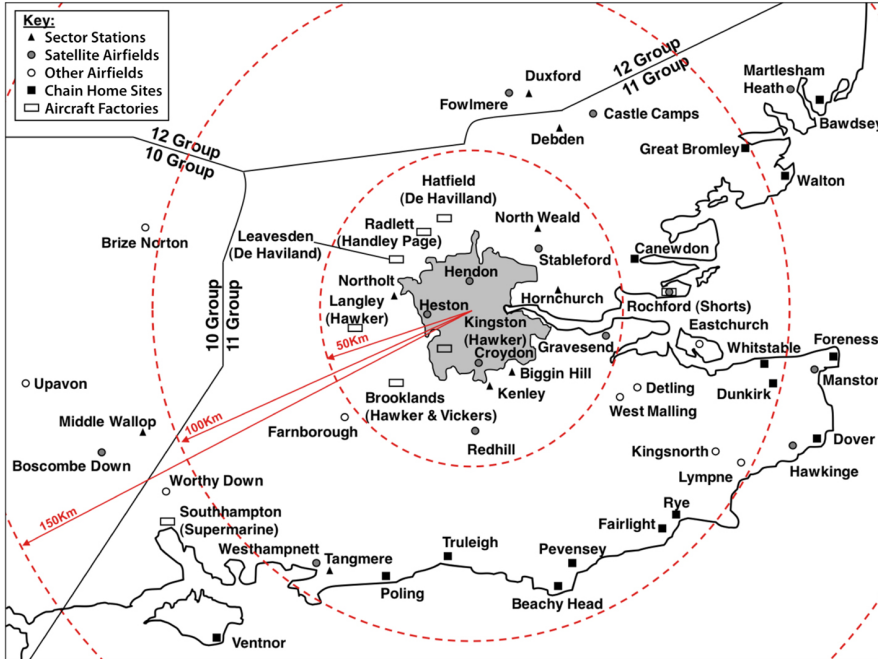 Key:
Sector Stations
Satellite Airfields
Other Airfields
Chain Home Sites
Aircraft Factories
12 Group
11 Group
Duxford
Fowlmere
Castle Camps
Debden
Martlesham
Heath
Bawdsey
Great Bromley
Walton
12 Group
10 Group
Hatfield
(De Havilland)
North Weald
Radlett
(Handley Page)
Leavesden
(De Haviland)
Brize Norton
Stableford
Canewdon
Hendon
Northolt
Hornchurch
Langley
(Hawker)
Heston
Rochford (Shorts)
10 Group
11 Group
Kingston
(Hawker)
Eastchurch
50Km
Gravesend
Whitstable
Foreness
Croydon
Biggin Hill
Manston
Upavon
Kenley
Detling
Dunkirk
Brooklands
(Hawker & Vickers)
West Malling
Middle Wallop
100Km
Farnborough
Redhill
Dover
Boscombe Down
Kingsnorth
Hawkinge
Lympne
Worthy Down
150Km
Southhampton
(Supermarine)
Rye
Fairlight
Westhampnett
Tangmere
Truleigh
Pevensey
Poling
Beachy Head
Ventnor